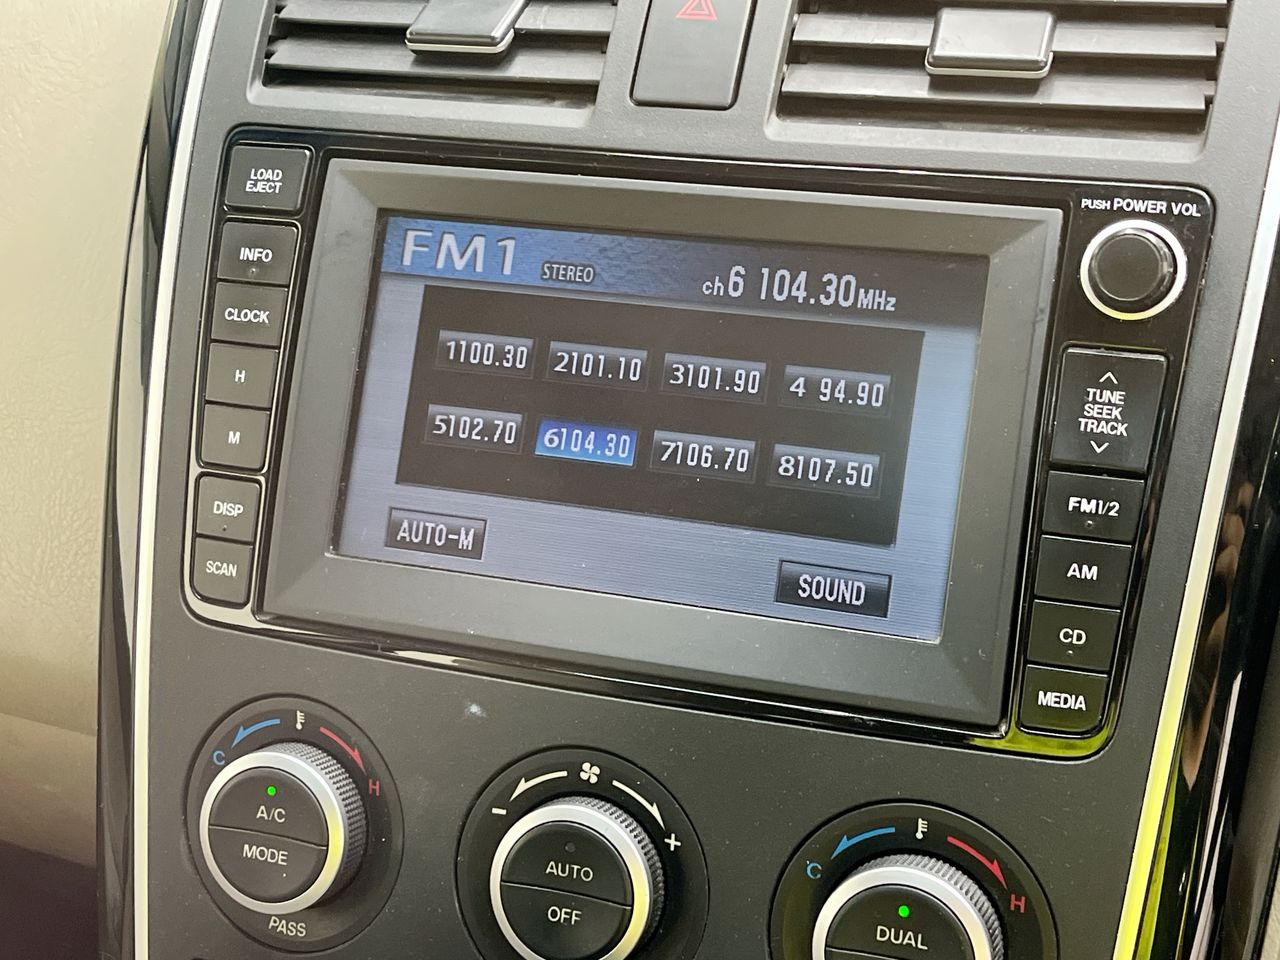 LOAD
EJECT
INFO
CLOCK
H
M
DISP
SCAN
FM1 STEREO ch6 104.30MHz
1100.30 2101.10 3101.90 4 94.90
5102.70 6104.30 7106.70 8107.50
AUTO-M
SOUND
PUSH POWER VOL
TUNE
SEEK
TRACK
FM1/2
AM
CD
MEDIA
C H
A/C
MODE
PASS
- +
AUTO
OFF
C H
DUAL